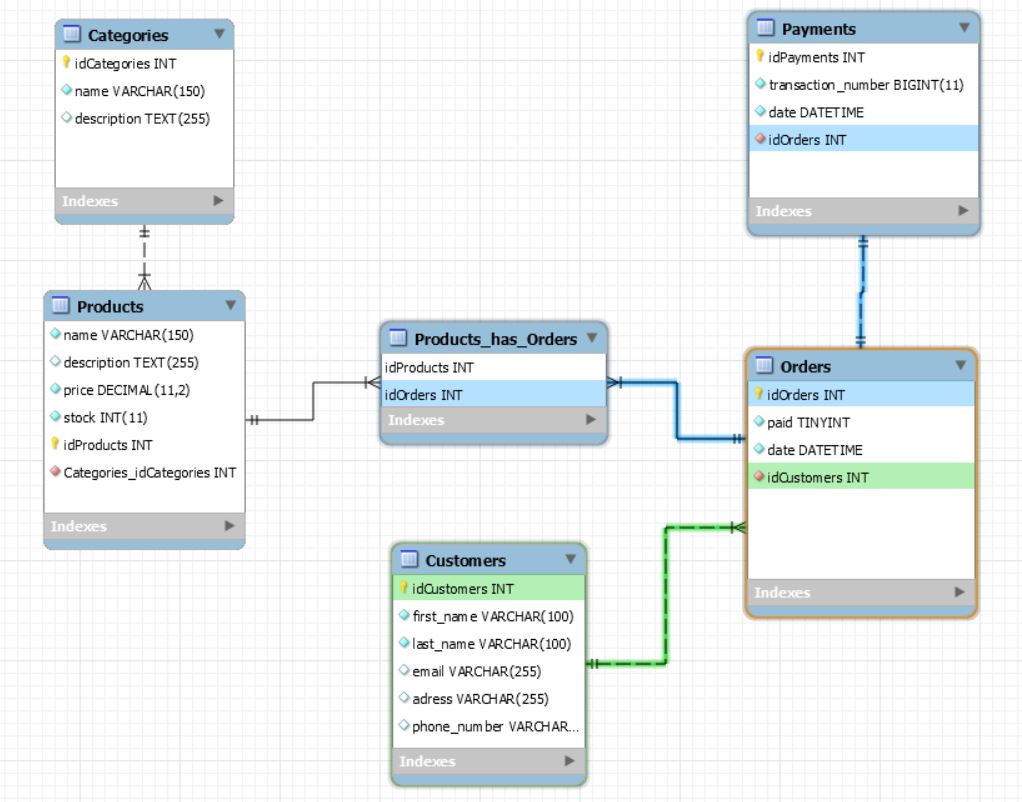 Categories
idCategories INT
name VARCHAR(150)
description TEXT(255)
Indexes
Payments
idPayments INT
transaction_number BIGINT(11)
date DATETIME
idOrders INT
Indexes
Products
name VARCHAR(150)
description TEXT(255)
price DECIMAL(11,2)
stock INT(11)
idProducts INT
Categories_idCategories INT
Indexes
Products_has_Orders
idProducts INT
idOrders INT
Indexes
Orders
idOrders INT
paid TINYINT
date DATETIME
idCustomers INT
Indexes
Customers
idCustomers INT
first_name VARCHAR(100)
last_name VARCHAR(100)
email VARCHAR(255)
adress VARCHAR(255)
phone_number VARCHAR...
Indexes